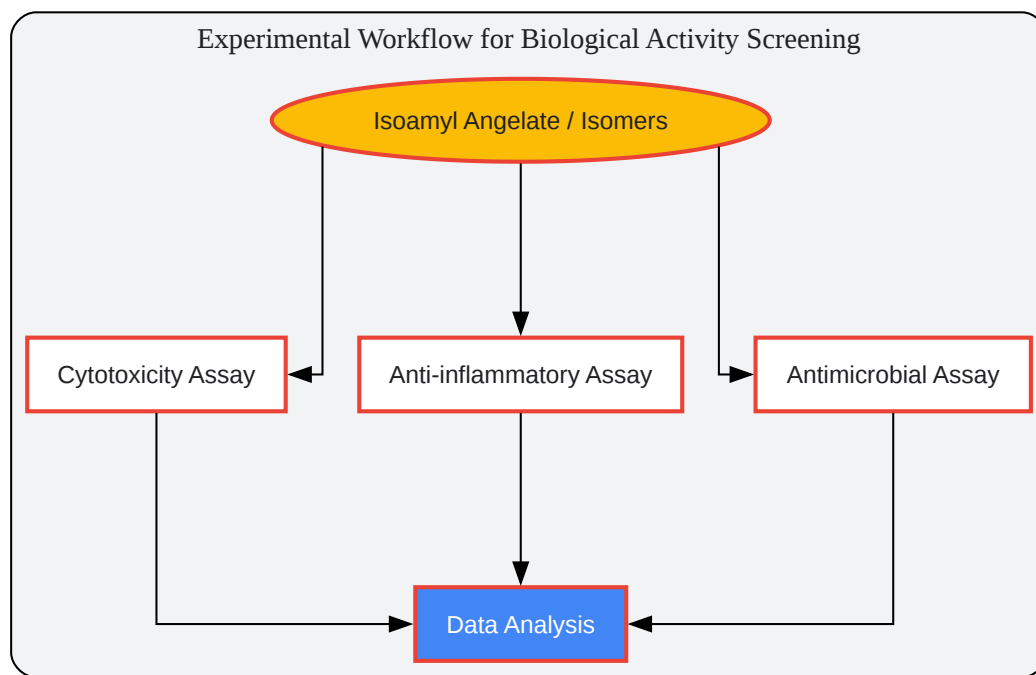 Experimental Workflow for Biological Activity Screening
Isoamyl Angelate / Isomers
Cytotoxicity Assay
Anti-inflammatory Assay
Antimicrobial Assay
Data Analysis